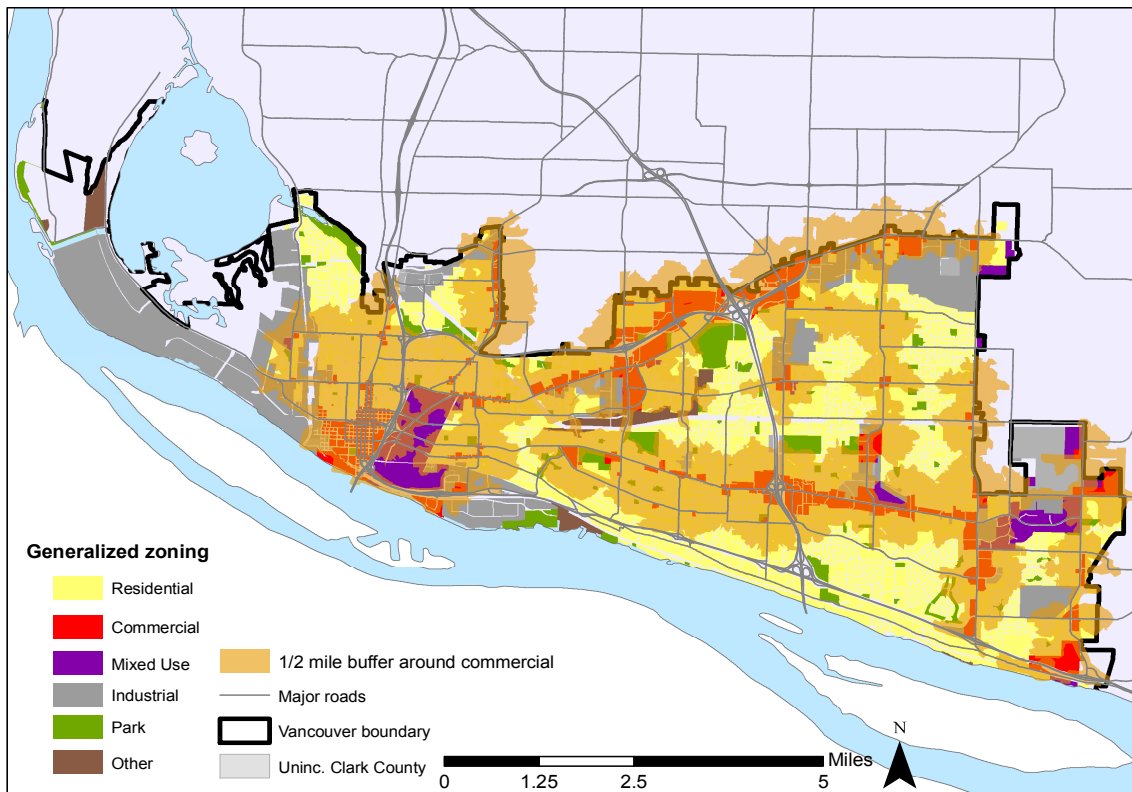 Generalized zoning
Residential
Commercial
Mixed Use
Industrial
Park
Other
1/2 mile buffer around commercial
Major roads
Vancouver boundary
Uninc. Clark County
N
Miles
0 1.25 2.5 5